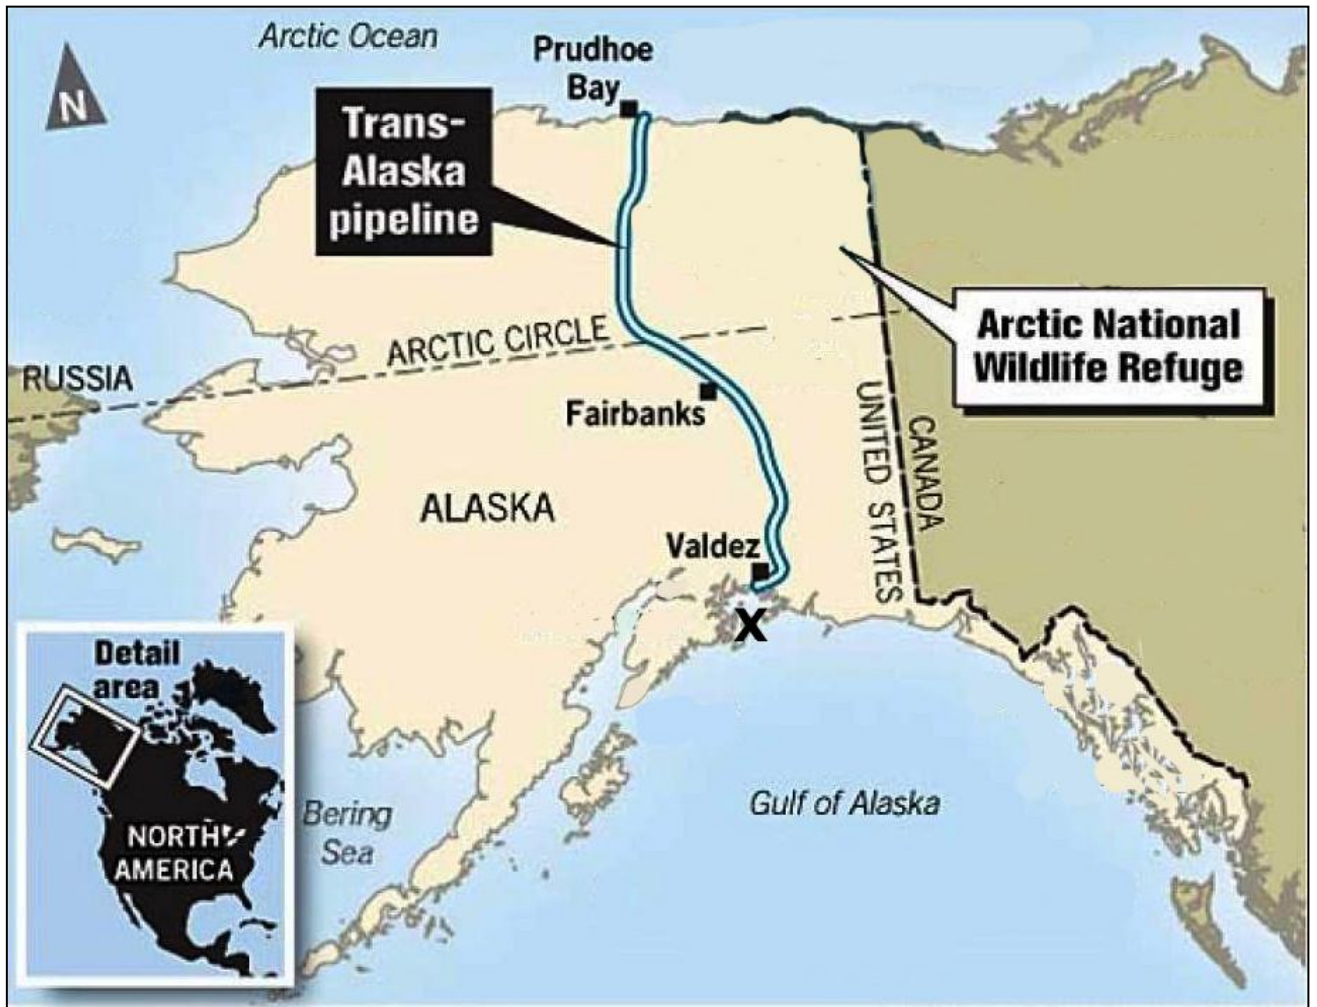 Arctic Ocean
Prudhoe
Bay
N
Trans-
Alaska
pipeline
ARCTIC CIRCLE
Arctic National
Wildlife Refuge
RUSSIA
Fairbanks
UNITED STATES
CANADA
ALASKA
Valdez
X
Detail
area
NORTH
AMERICA
Bering
Sea
Gulf of Alaska